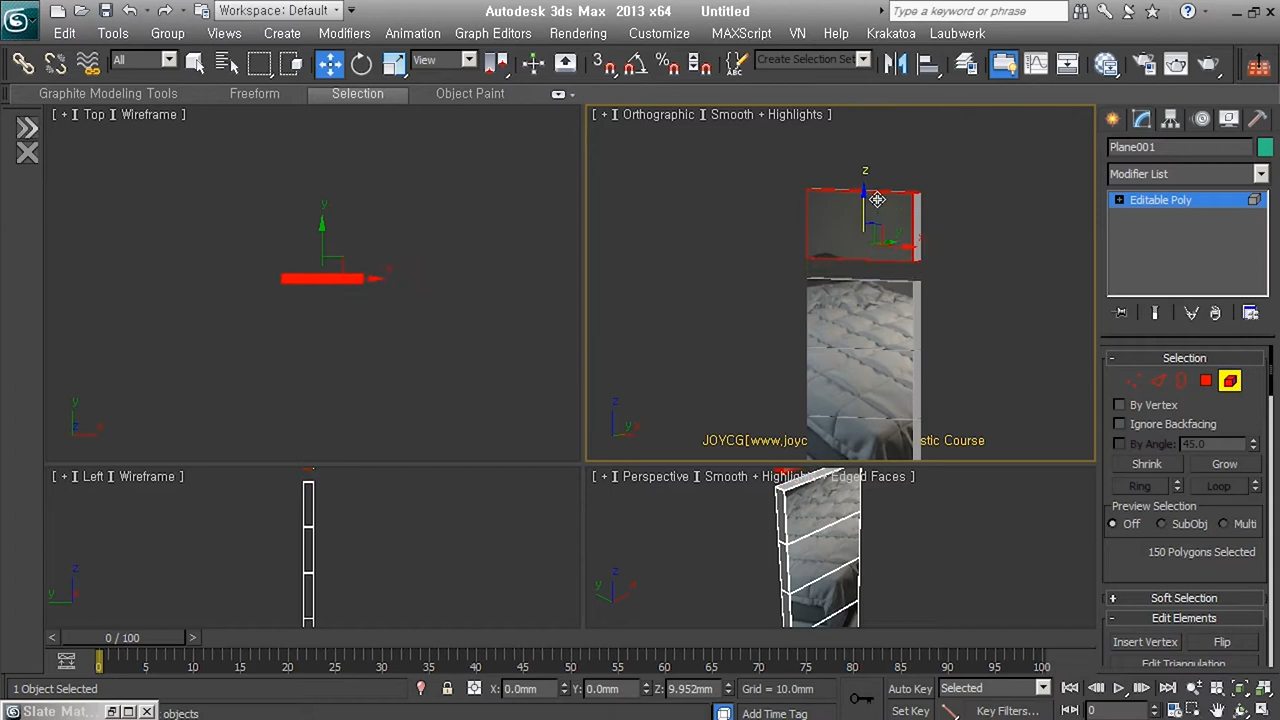 Workspace: Default
Autodesk 3ds Max  2013 x64
Untitled
Type a keyword or phrase
Edit
Tools
Group
Views
Create
Modifiers
Animation
Graph Editors
Rendering
Customize
MAXScript
VN
Help
Krakatoa
Laubwerk
All
View
Create Selection Set
Graphite Modeling Tools
Freeform
Selection
Object Paint
[ + ] Top ] Wireframe ]
[ + ] Orthographic ] Smooth + Highlights ]
Plane001
Modifier List
Editable Poly
z
y
JOYCG[www,joyc
stic Course
Selection
By Vertex
Ignore Backfacing
By Angle: 45.0
Shrink
Grow
Ring
Loop
Preview Selection
Off
SubObj
Multi
150 Polygons Selected
[ + ] Left ] Wireframe ]
[ + ] Perspective ] Smooth + Highlights + Edged Faces ]
Soft Selection
Edit Elements
Insert Vertex
Flip
Edit Triangulation
0 / 100
0 5 10 15 20 25 30 35 40 45 50 55 60 65 70 75 80 85 90 95 100
1 Object Selected
X: 0.0mm
Y: 0.0mm
Z: 9.952mm
Grid = 10.0mm
Auto Key
Selected
Slate Mat...
objects
Add Time Tag
Set Key
Key Filters...
0